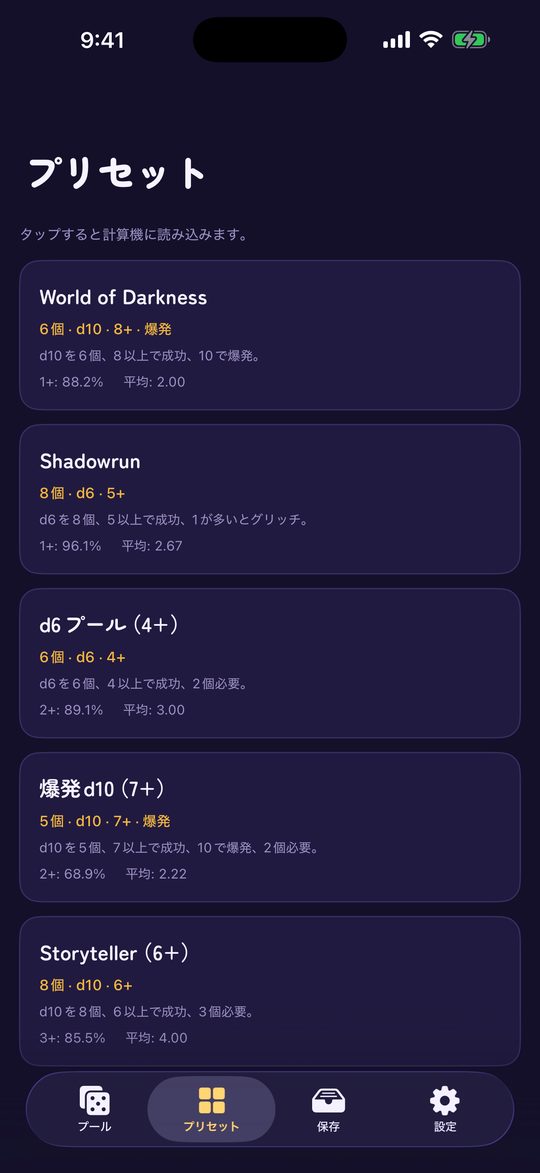 9:41
プリセット
タップすると計算機に読み込みます。
World of Darkness
6個 · d10 · 8+ · 爆発
d10を6個、8以上で成功、10で爆発。
1+: 88.2% 平均: 2.00
Shadowrun
8個 · d6 · 5+
d6を8個、5以上で成功、1が多いとグリッチ。
1+: 96.1% 平均: 2.67
d6 プール（4+）
6個 · d6 · 4+
d6を6個、4以上で成功、2個必要。
2+: 89.1% 平均: 3.00
爆発d10（7+）
5個 · d10 · 7+ · 爆発
d10を5個、7以上で成功、10で爆発、2個必要。
2+: 68.9% 平均: 2.22
Storyteller（6+）
8個 · d10 · 6+
d10を8個、6以上で成功、3個必要。
3+: 85.5% 平均: 4.00
プール プリセット 保存 設定